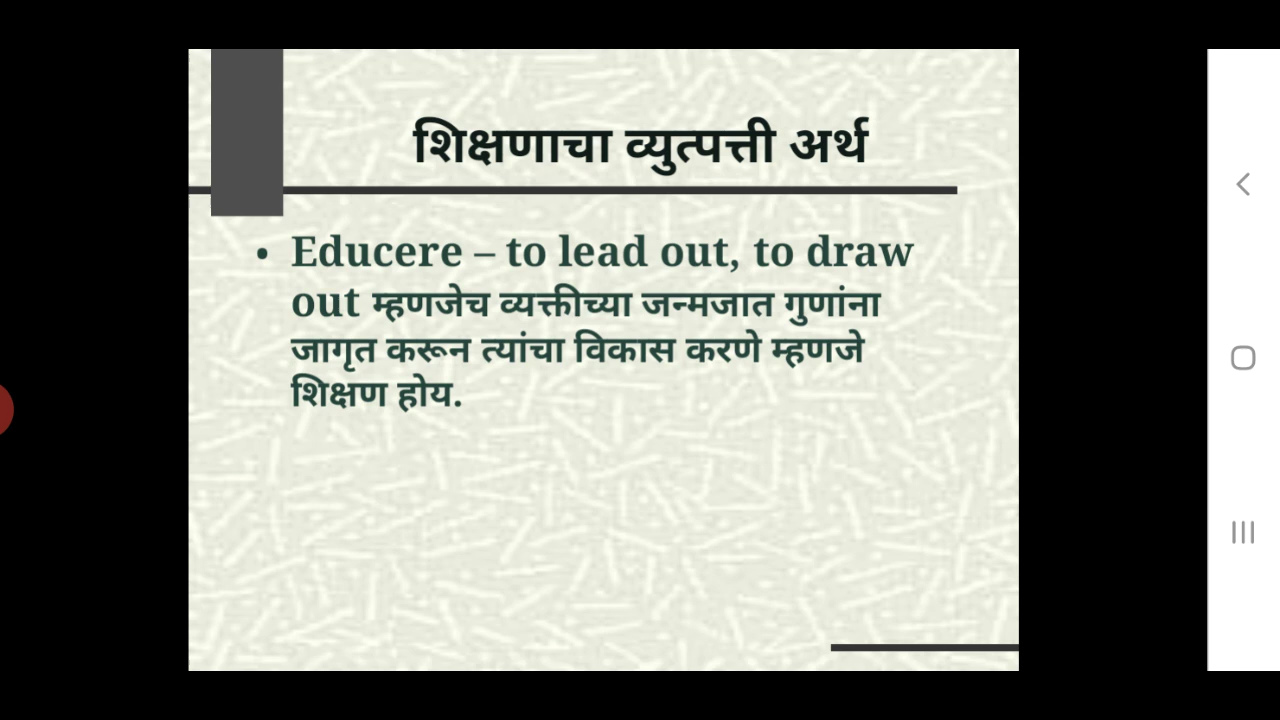 शिक्षणाचा व्युत्पत्ती अर्थ
• Educere – to lead out, to draw
out म्हणजेच व्यक्तीच्या जन्मजात गुणांना
जागृत करून त्यांचा विकास करणे म्हणजे
शिक्षण होय.